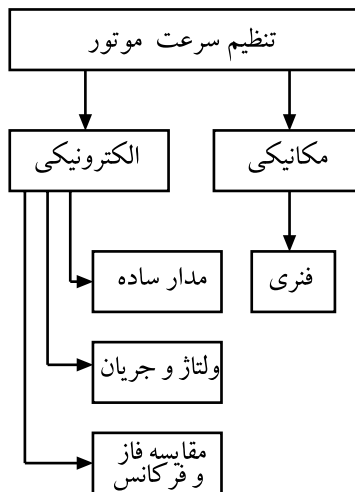 تنظیم سرعت موتور
مکانیکی
الکترونیکی
فنری
مدار ساده
ولتاژ و جریان
مقایسه فاز
و فرکانس